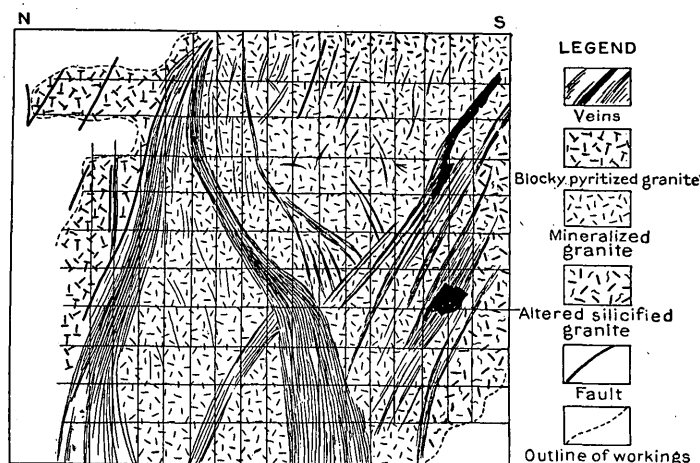 N
S
LEGEND
Veins
Blocky pyritized granite
Mineralized
granite
Altered silicified
granite
Fault
Outline of workings